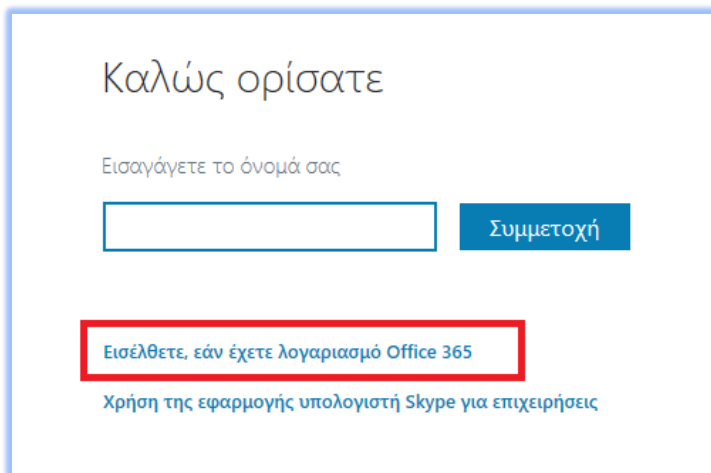 Καλώς ορίσατε
Εισαγάγετε το όνομά σας
Συμμετοχή
Εισέλθετε, εάν έχετε λογαριασμό Office 365
Χρήση της εφαρμογής υπολογιστή Skype για επιχειρήσεις